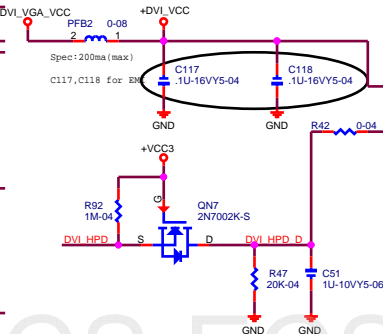 DVI_VGA_VCC
PFB2 0-08
+DVI_VCC
2 1
Spec:200ma(max)
C117,C118 for EM
C117
.1U-16VY5-04
C118
.1U-16VY5-04
GND
GND
R42 0-04
+VCC3
G
QN7
2N7002K-S
R92
1M-04
DVI_HPD S D DVI_HPD_D
R47
20K-04
C51
1U-10VY5-06
GND
GND